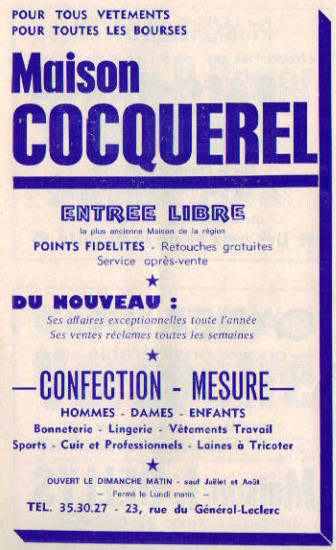 POUR TOUS VETEMENTS
POUR TOUTES LES BOURSES
Maison
COCQUEREL
ENTREE LIBRE
la plus ancienne Maison de la région
POINTS FIDELITES - Retouches gratuites
Service après-vente
★
DU NOUVEAU :
Ses affaires exceptionnelles toute l'année
Ses ventes réclames toutes les semaines
★
—CONFECTION - MESURE—
HOMMES - DAMES - ENFANTS
Bonneterie - Lingerie - Vêtements Travail
Sports - Cuir et Professionnels - Laines à Tricoter
★
OUVERT LE DIMANCHE MATIN - sauf Juillet et Août
— Fermé le Lundi matin —
TEL. 35.30.27 - 23, rue du Général-Leclerc